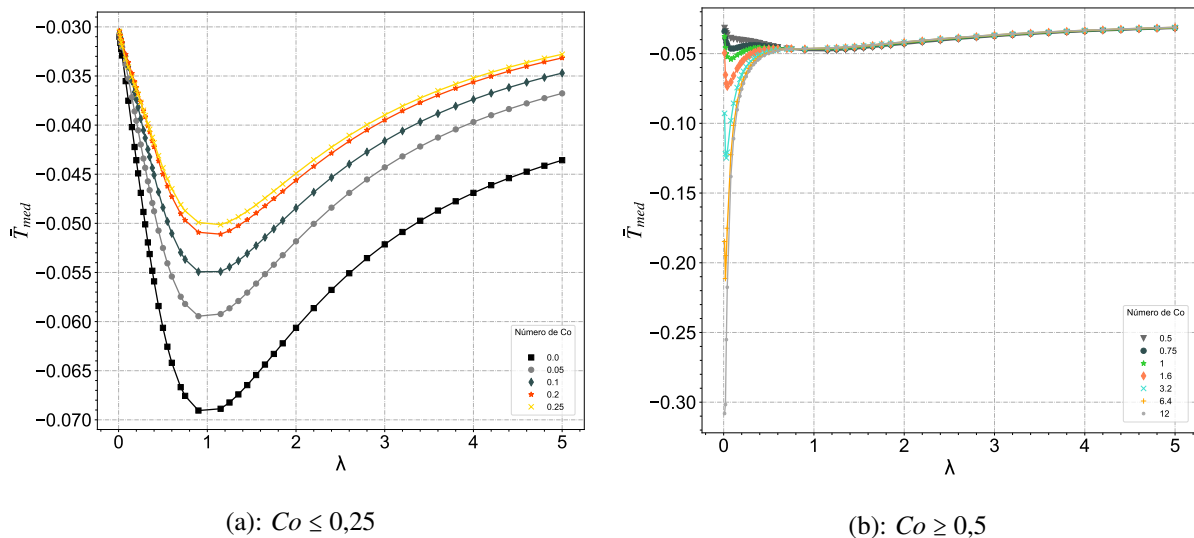 −0.030
−0.035
−0.040
−0.045
−0.050
−0.055
−0.060
−0.065
−0.070
T̄med
0 1 2 3 4 5
λ
Número de Co
0.0
0.05
0.1
0.2
0.25
(a): Co ≤ 0,25
−0.05
−0.10
−0.15
−0.20
−0.25
−0.30
T̄med
0 1 2 3 4 5
λ
Número de Co
0.5
0.75
1
1.6
3.2
6.4
12
(b): Co ≥ 0,5